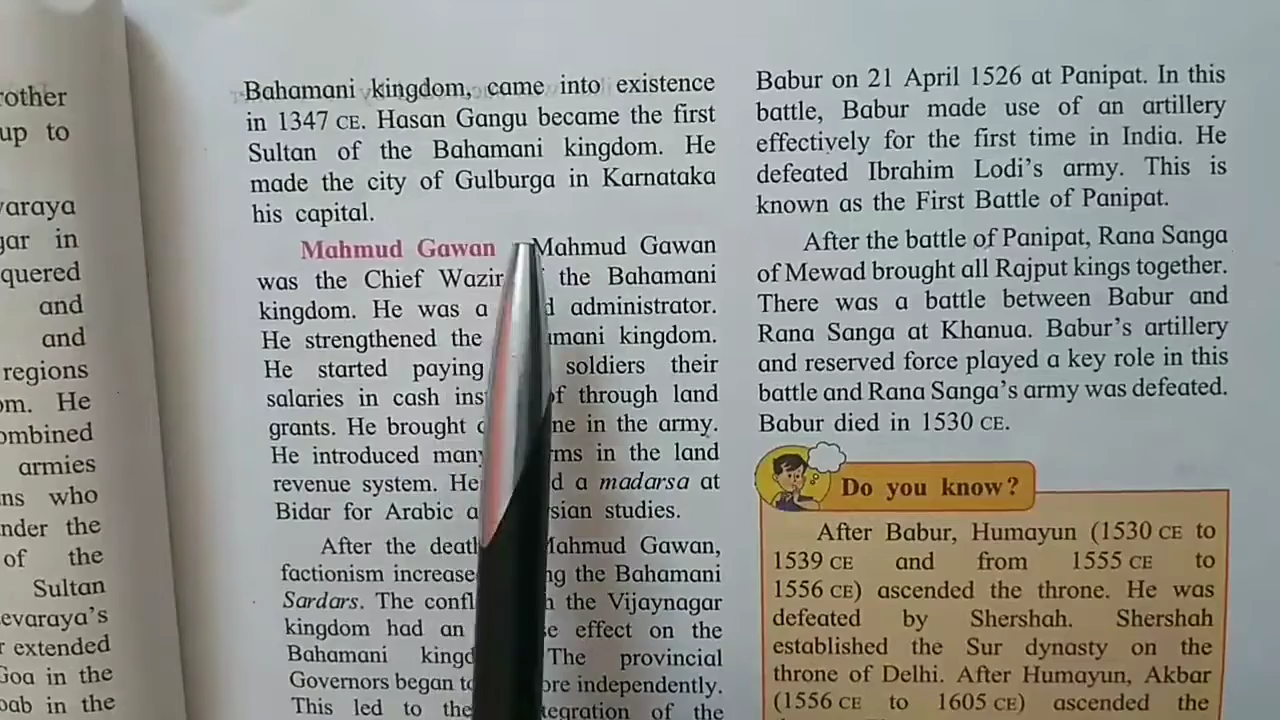 rother
up to
varaya
gar in
quered
and
and
regions
om. He
ombined
armies
ns who
nder the
of the
Sultan
evaraya's
r extended
Goa in the
oab in the
Bahamani kingdom, came into existence
in 1347 CE. Hasan Gangu became the first
Sultan of the Bahamani kingdom. He
made the city of Gulburga in Karnataka
his capital.
Mahmud Gawan Mahmud Gawan
was the Chief Wazir the Bahamani
kingdom. He was a administrator.
He strengthened the mani kingdom.
He started paying soldiers their
salaries in cash ins f through land
grants. He brought ne in the army.
He introduced many ms in the land
revenue system. He d a madarsa at
Bidar for Arabic a sian studies.
After the death Mahmud Gawan,
factionism increase ng the Bahamani
Sardars. The confl the Vijaynagar
kingdom had an e effect on the
Bahamani kingd The provincial
Governors began to ore independently.
This led to the tegration of the
Babur on 21 April 1526 at Panipat. In this
battle, Babur made use of an artillery
effectively for the first time in India. He
defeated Ibrahim Lodi's army. This is
known as the First Battle of Panipat.
After the battle of Panipat, Rana Sanga
of Mewad brought all Rajput kings together.
There was a battle between Babur and
Rana Sanga at Khanua. Babur's artillery
and reserved force played a key role in this
battle and Rana Sanga's army was defeated.
Babur died in 1530 CE.
Do you know?
After Babur, Humayun (1530 CE to
1539 CE and from 1555 CE to
1556 CE) ascended the throne. He was
defeated by Shershah. Shershah
established the Sur dynasty on the
throne of Delhi. After Humayun, Akbar
(1556 CE to 1605 CE) ascended the